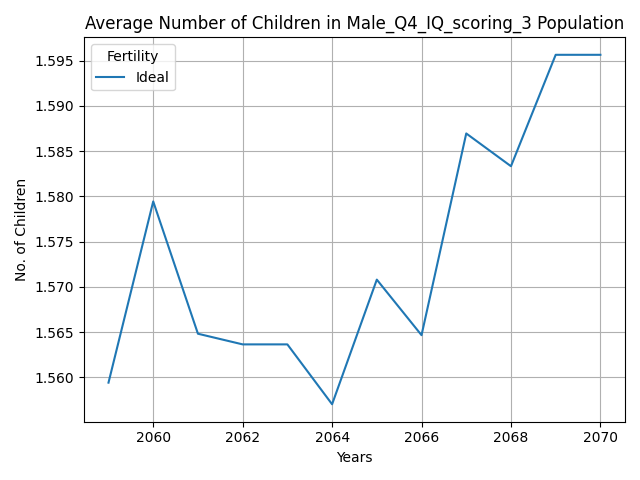 Average Number of Children in Male_Q4_IQ_scoring_3 Population
Fertility
Ideal
No. of Children
1.595
1.590
1.585
1.580
1.575
1.570
1.565
1.560
2060 2062 2064 2066 2068 2070
Years